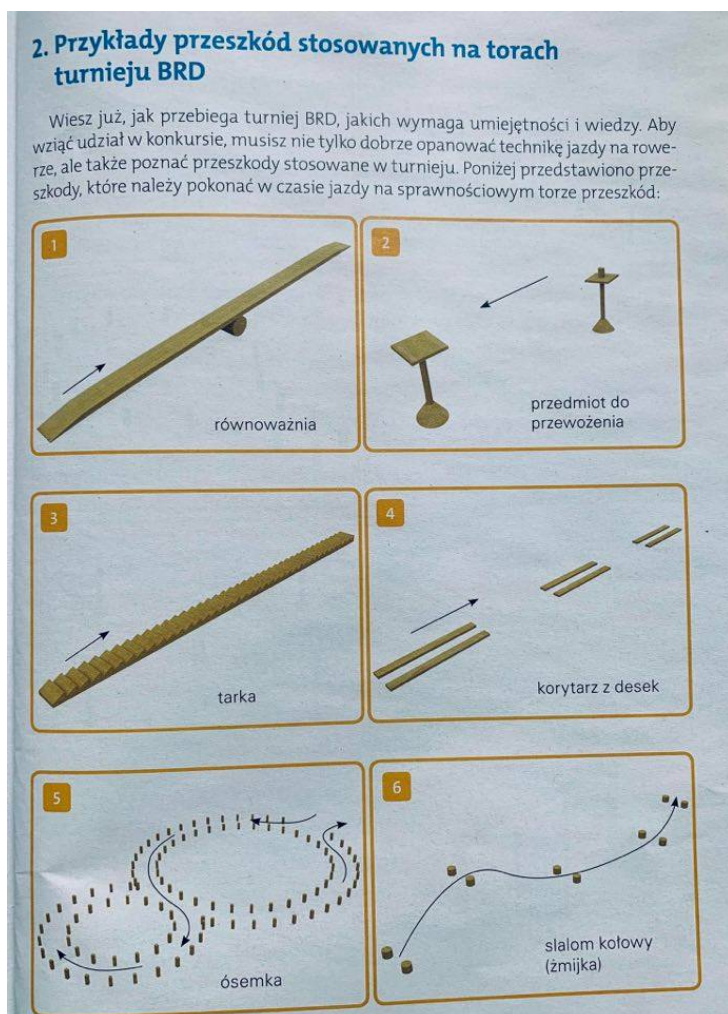 2. Przykłady przeszkód stosowanych na torach
turnieju BRD
Wiesz już, jak przebiega turniej BRD, jakich wymaga umiejętności i wiedzy. Aby
wziąć udział w konkursie, musisz nie tylko dobrze opanować technikę jazdy na rowe-
rze, ale także poznać przeszkody stosowane w turnieju. Poniżej przedstawiono prze-
szkody, które należy pokonać w czasie jazdy na sprawnościowym torze przeszkód:
1
równoważnia
2
przedmiot do
przewożenia
3
tarka
4
korytarz z desek
5
ósemka
6
slalom kołowy
(żmijka)